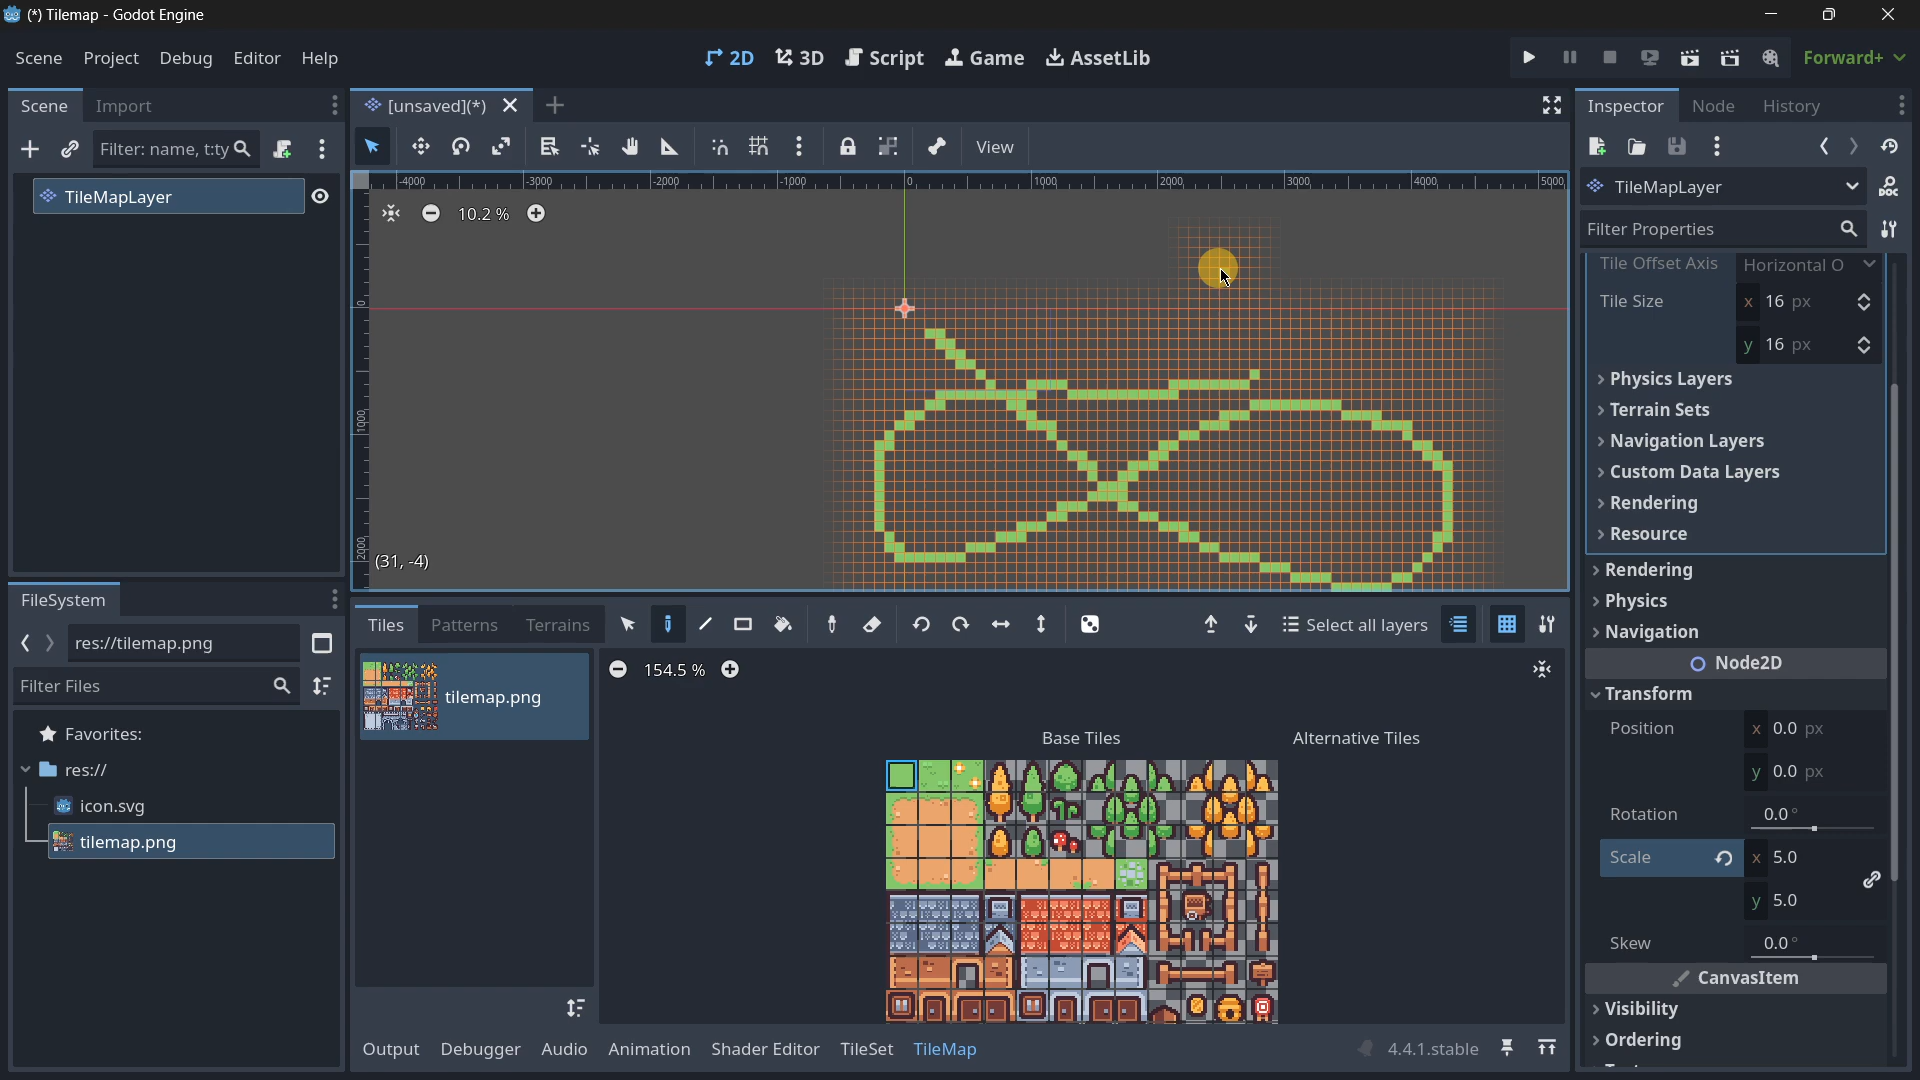 (*) Tilemap - Godot Engine
Scene Project Debug Editor Help
2D 3D Script Game AssetLib
Forward+
Scene Import
[unsaved](*)
Inspector Node History
Filter: name, t:ty
View
TileMapLayer
TileMapLayer
Filter Properties
-4000 -3000 -2000 -1000 0 1000 2000 3000 4000 5000
0
1000
2000
10.2 %
(31, -4)
Tile Offset Axis Horizontal O
Tile Size x 16 px
y 16 px
Physics Layers
Terrain Sets
Navigation Layers
Custom Data Layers
Rendering
Resource
Rendering
Physics
Navigation
Node2D
Transform
Position x 0.0 px
y 0.0 px
Rotation 0.0 °
Scale x 5.0
y 5.0
Skew 0.0 °
CanvasItem
Visibility
Ordering
FileSystem
res://tilemap.png
Filter Files
Favorites:
res://
icon.svg
tilemap.png
Tiles Patterns Terrains
Select all layers
tilemap.png
154.5 %
Base Tiles Alternative Tiles
Output Debugger Audio Animation Shader Editor TileSet TileMap
4.4.1.stable